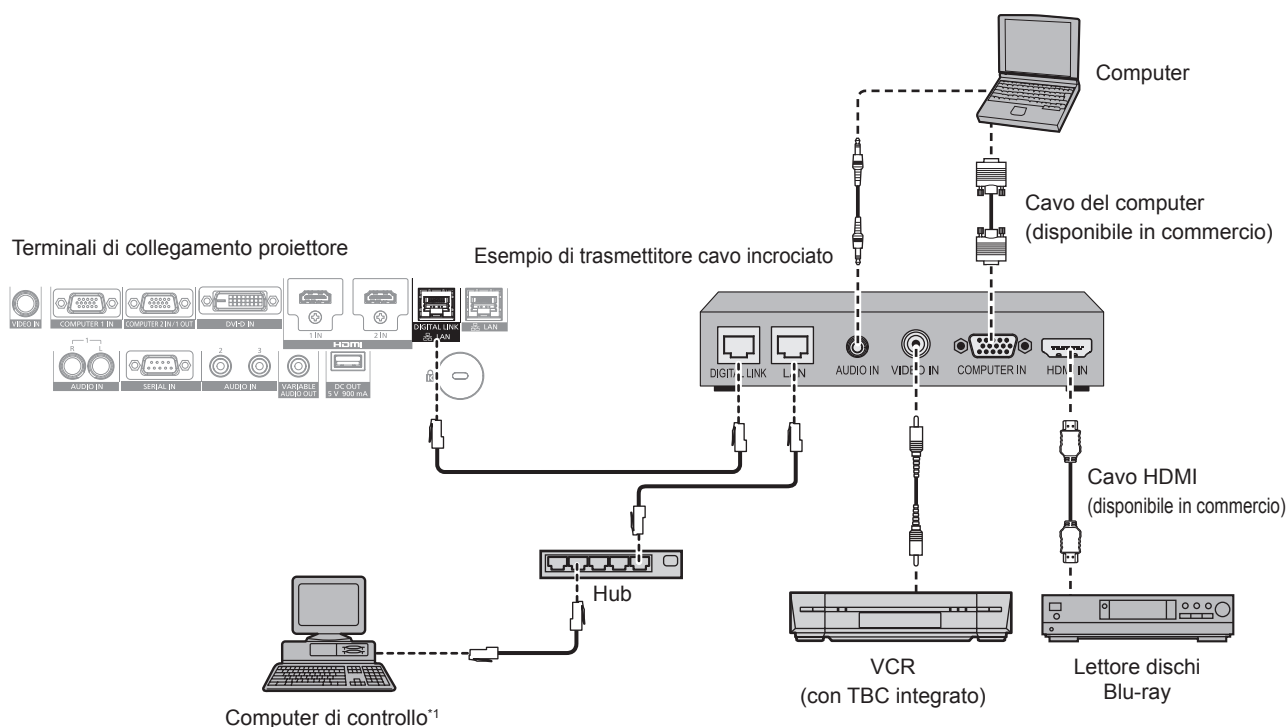 Computer
Cavo del computer
(disponibile in commercio)
Terminali di collegamento proiettore
Esempio di trasmettitore cavo incrociato
VIDEO IN
COMPUTER 1 IN
COMPUTER 2 IN / 1 OUT
DVI-D IN
1 IN
2 IN
HDMI
DIGITAL LINK
LAN
LAN
1
R
L
AUDIO IN
SERIAL IN
2
3
AUDIO IN
VARIABLE
AUDIO OUT
DC OUT
5 V 900 mA
K
DIGITAL LINK
LAN
AUDIO IN
VIDEO IN
COMPUTER IN
HDMI IN
Cavo HDMI
(disponibile in commercio)
Hub
VCR
(con TBC integrato)
Lettore dischi
Blu-ray
Computer di controllo*1